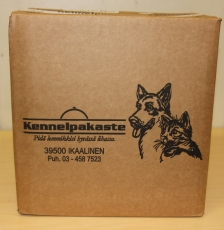 Kennelpakaste
39500 IKAALINEN
Puh. 03 - 458 7523